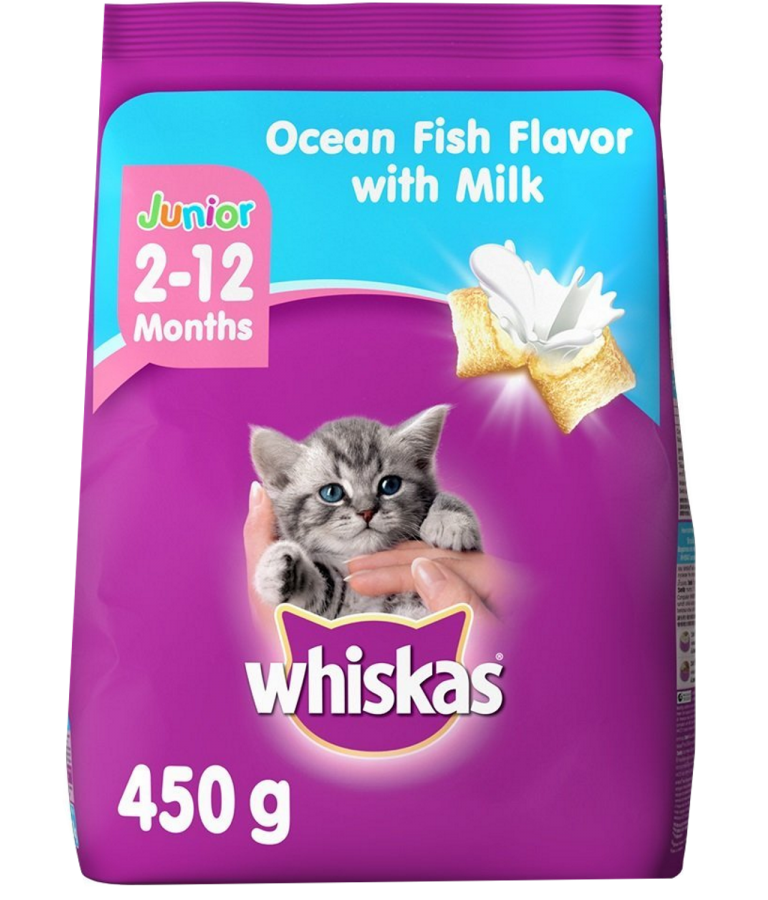 Ocean Fish Flavor
with Milk
Junior
2-12
Months
whiskas®
450 g